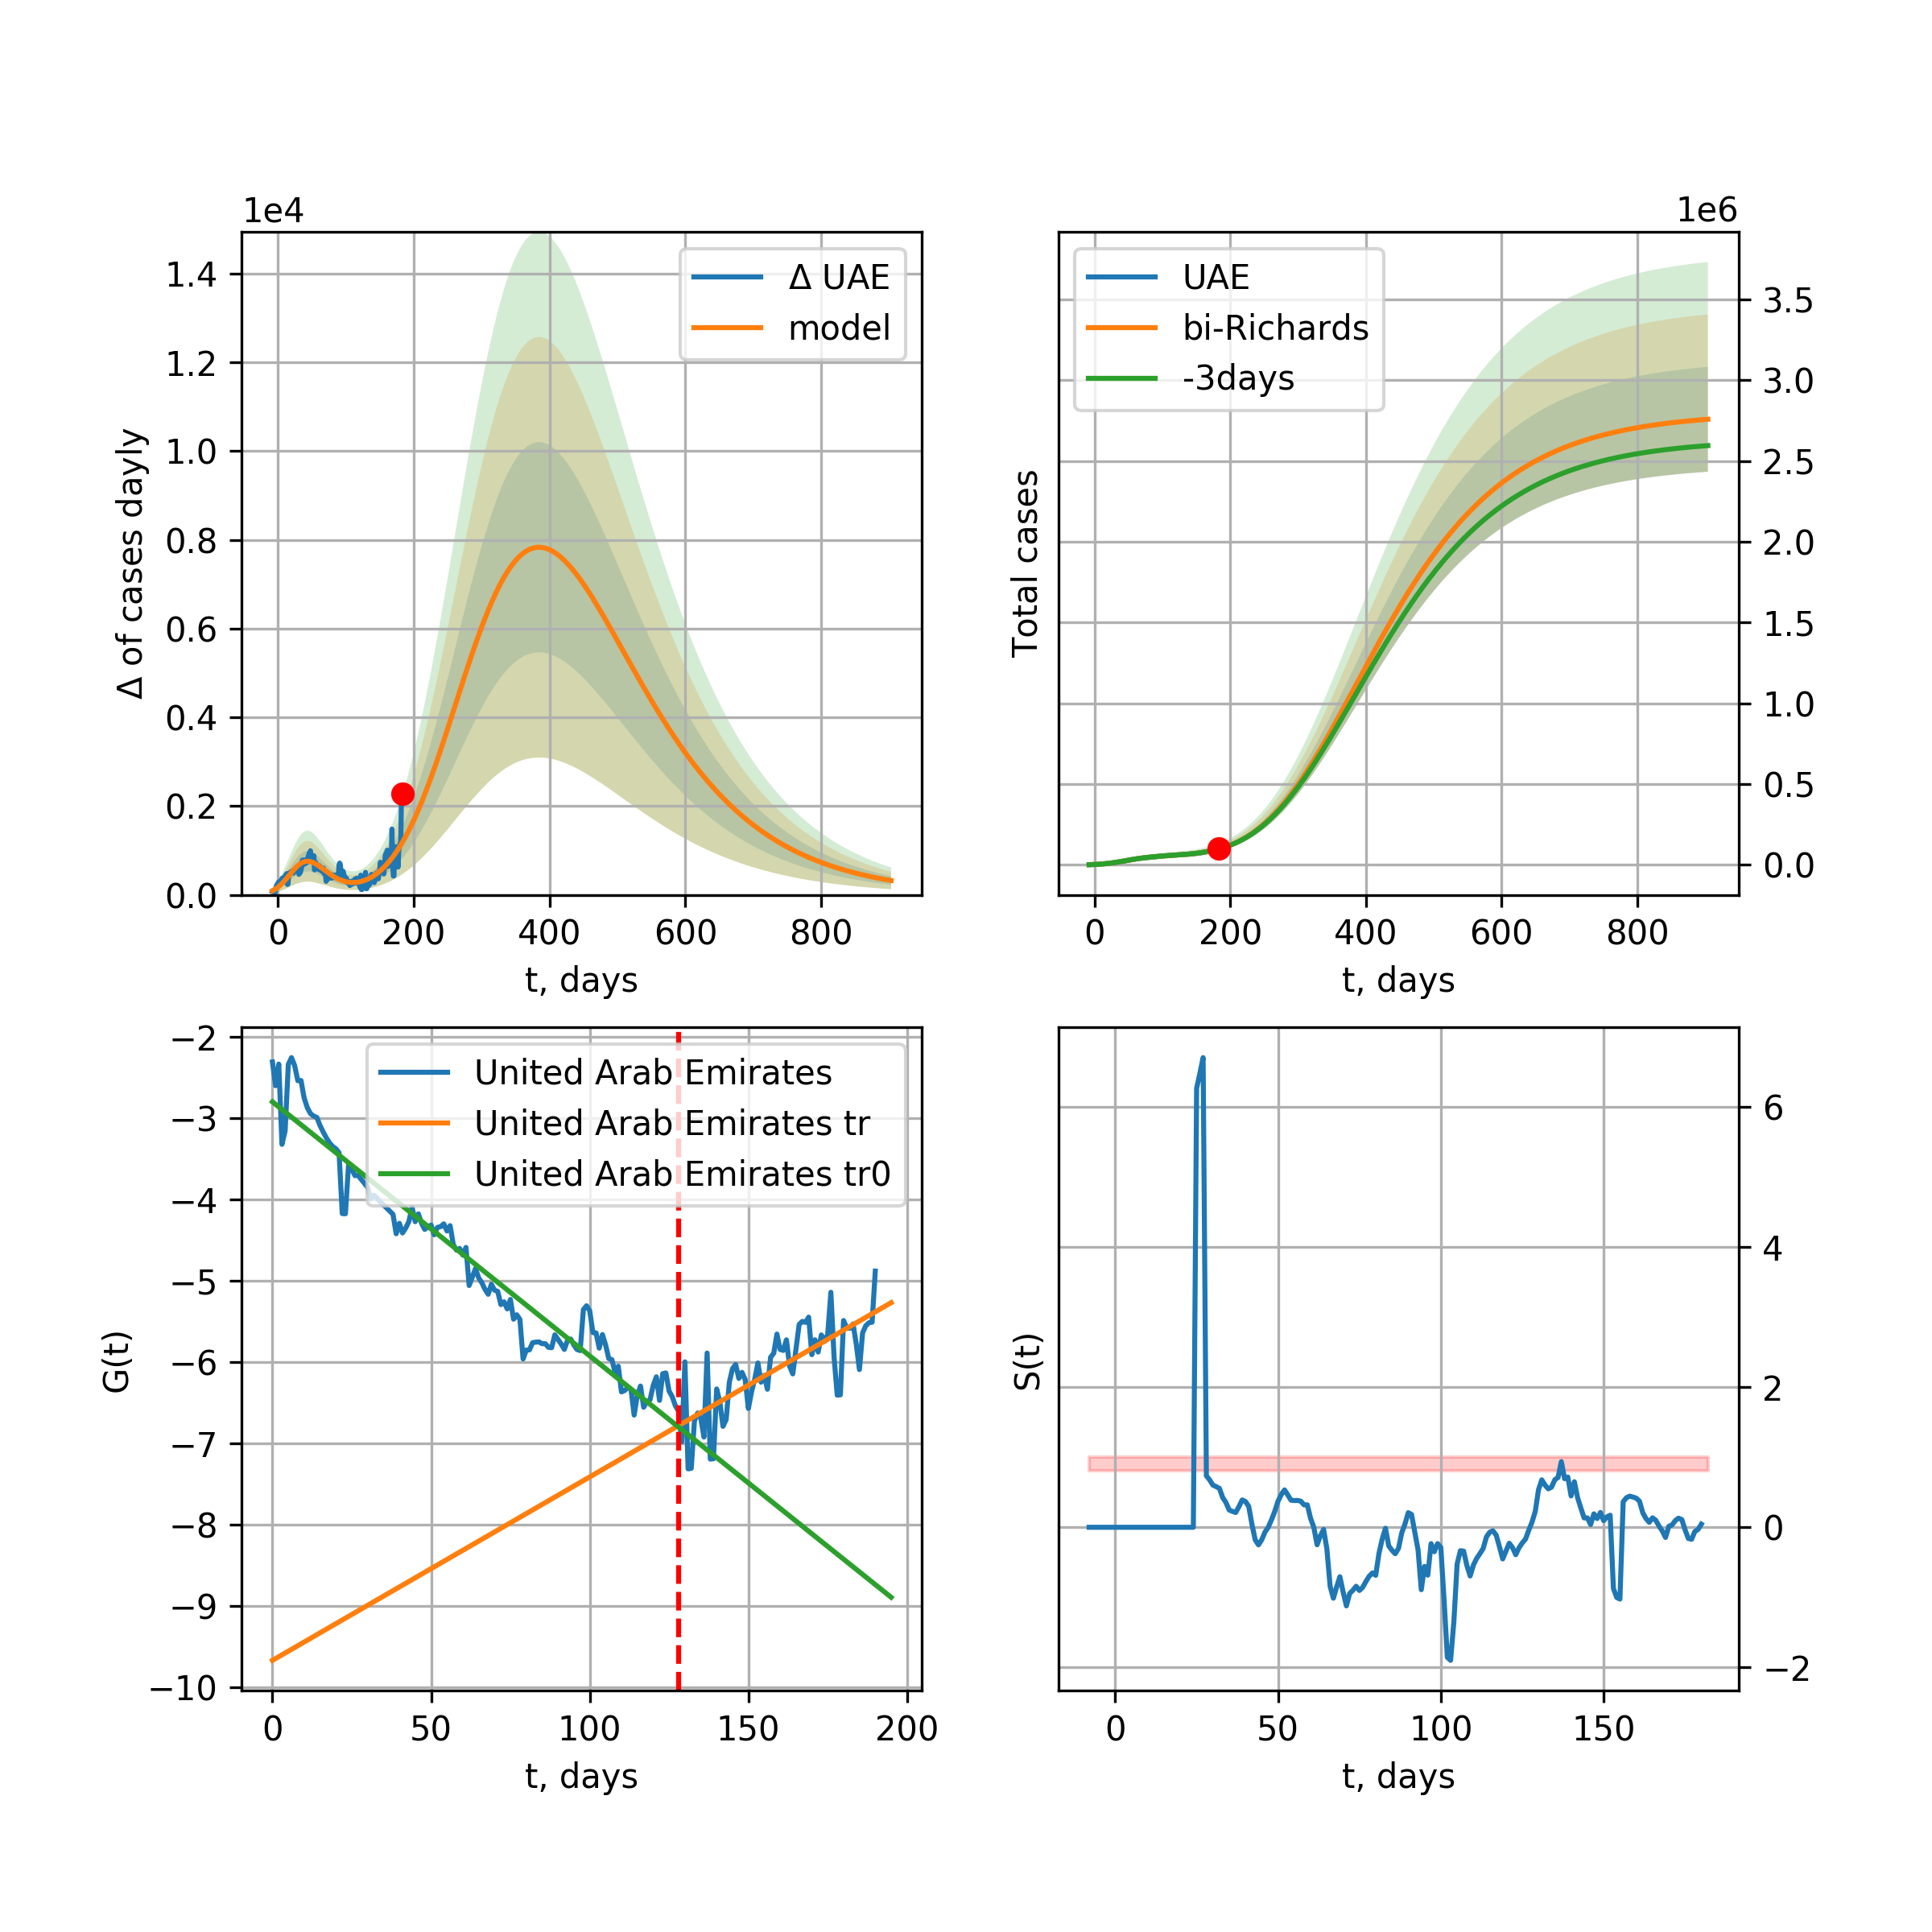 1e4
Δ of cases dayly
1.4
1.2
1.0
0.8
0.6
0.4
0.2
0.0
Δ UAE
model
0 200 400 600 800
t, days
1e6
Total cases
UAE
bi-Richards
-3days
3.5
3.0
2.5
2.0
1.5
1.0
0.5
0.0
0 200 400 600 800
t, days
G(t)
−2
−3
−4
−5
−6
−7
−8
−9
−10
United Arab Emirates
United Arab Emirates tr
United Arab Emirates tr0
0 50 100 150 200
t, days
S(t)
6
4
2
0
−2
0 50 100 150
t, days